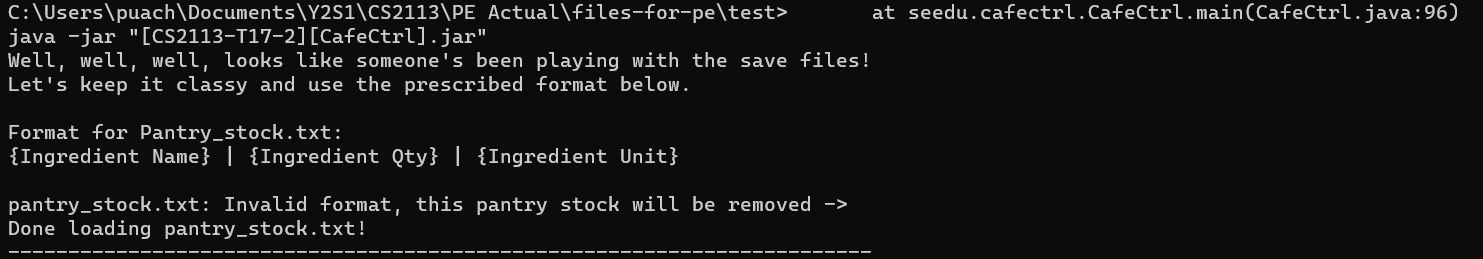 C:\Users\puach\Documents\Y2S1\CS2113\PE Actual\files-for-pe\test>       at seedu.cafectrl.CafeCtrl.main(CafeCtrl.java:96)
java -jar "[CS2113-T17-2][CafeCtrl].jar"
Well, well, well, looks like someone's been playing with the save files!
Let's keep it classy and use the prescribed format below.

Format for Pantry_stock.txt:
{Ingredient Name} | {Ingredient Qty} | {Ingredient Unit}

pantry_stock.txt: Invalid format, this pantry stock will be removed ->
Done loading pantry_stock.txt!
------------------------------------------------------------------------